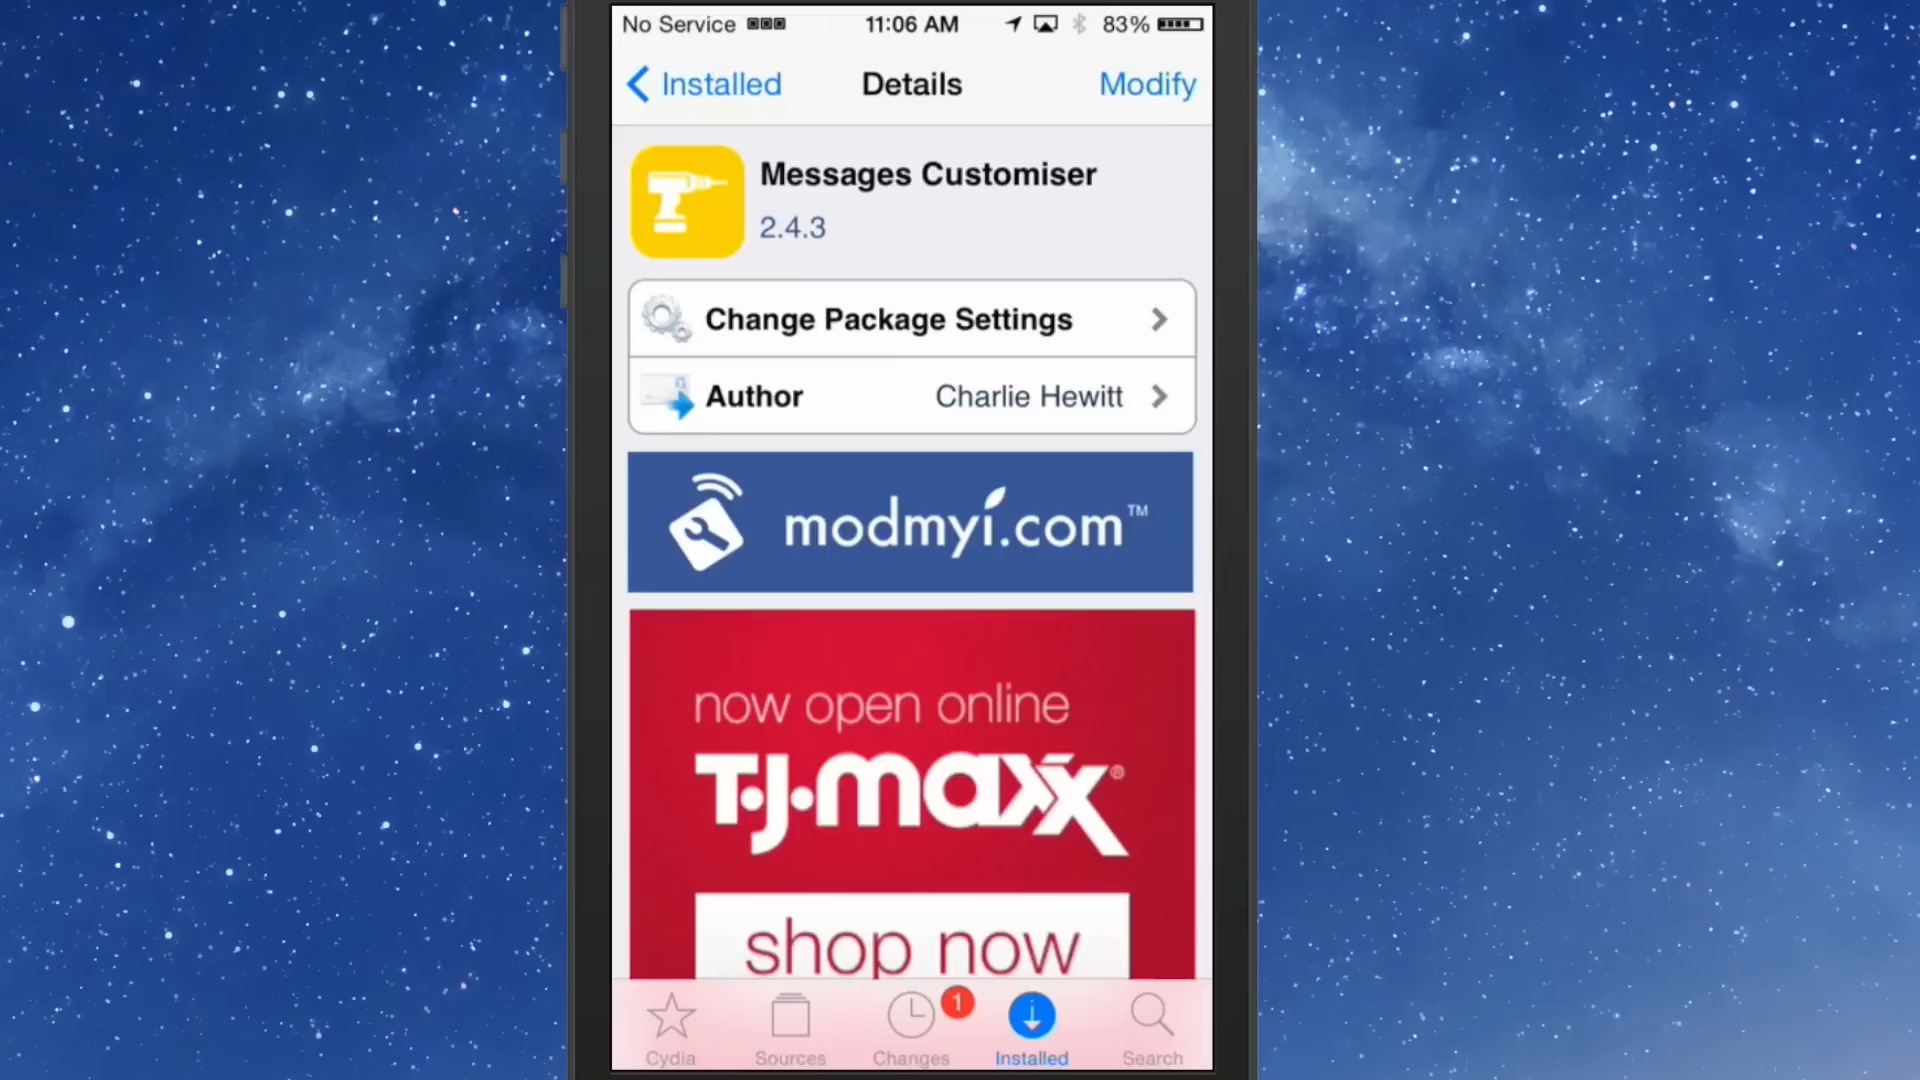 No Service 11:06 AM 83%
Installed Details Modify
Messages Customiser
2.4.3
Change Package Settings
Author Charlie Hewitt
modmyi.com™
now open online
T.J.maxx®
shop now
1
Cydia Sources Changes Installed Search